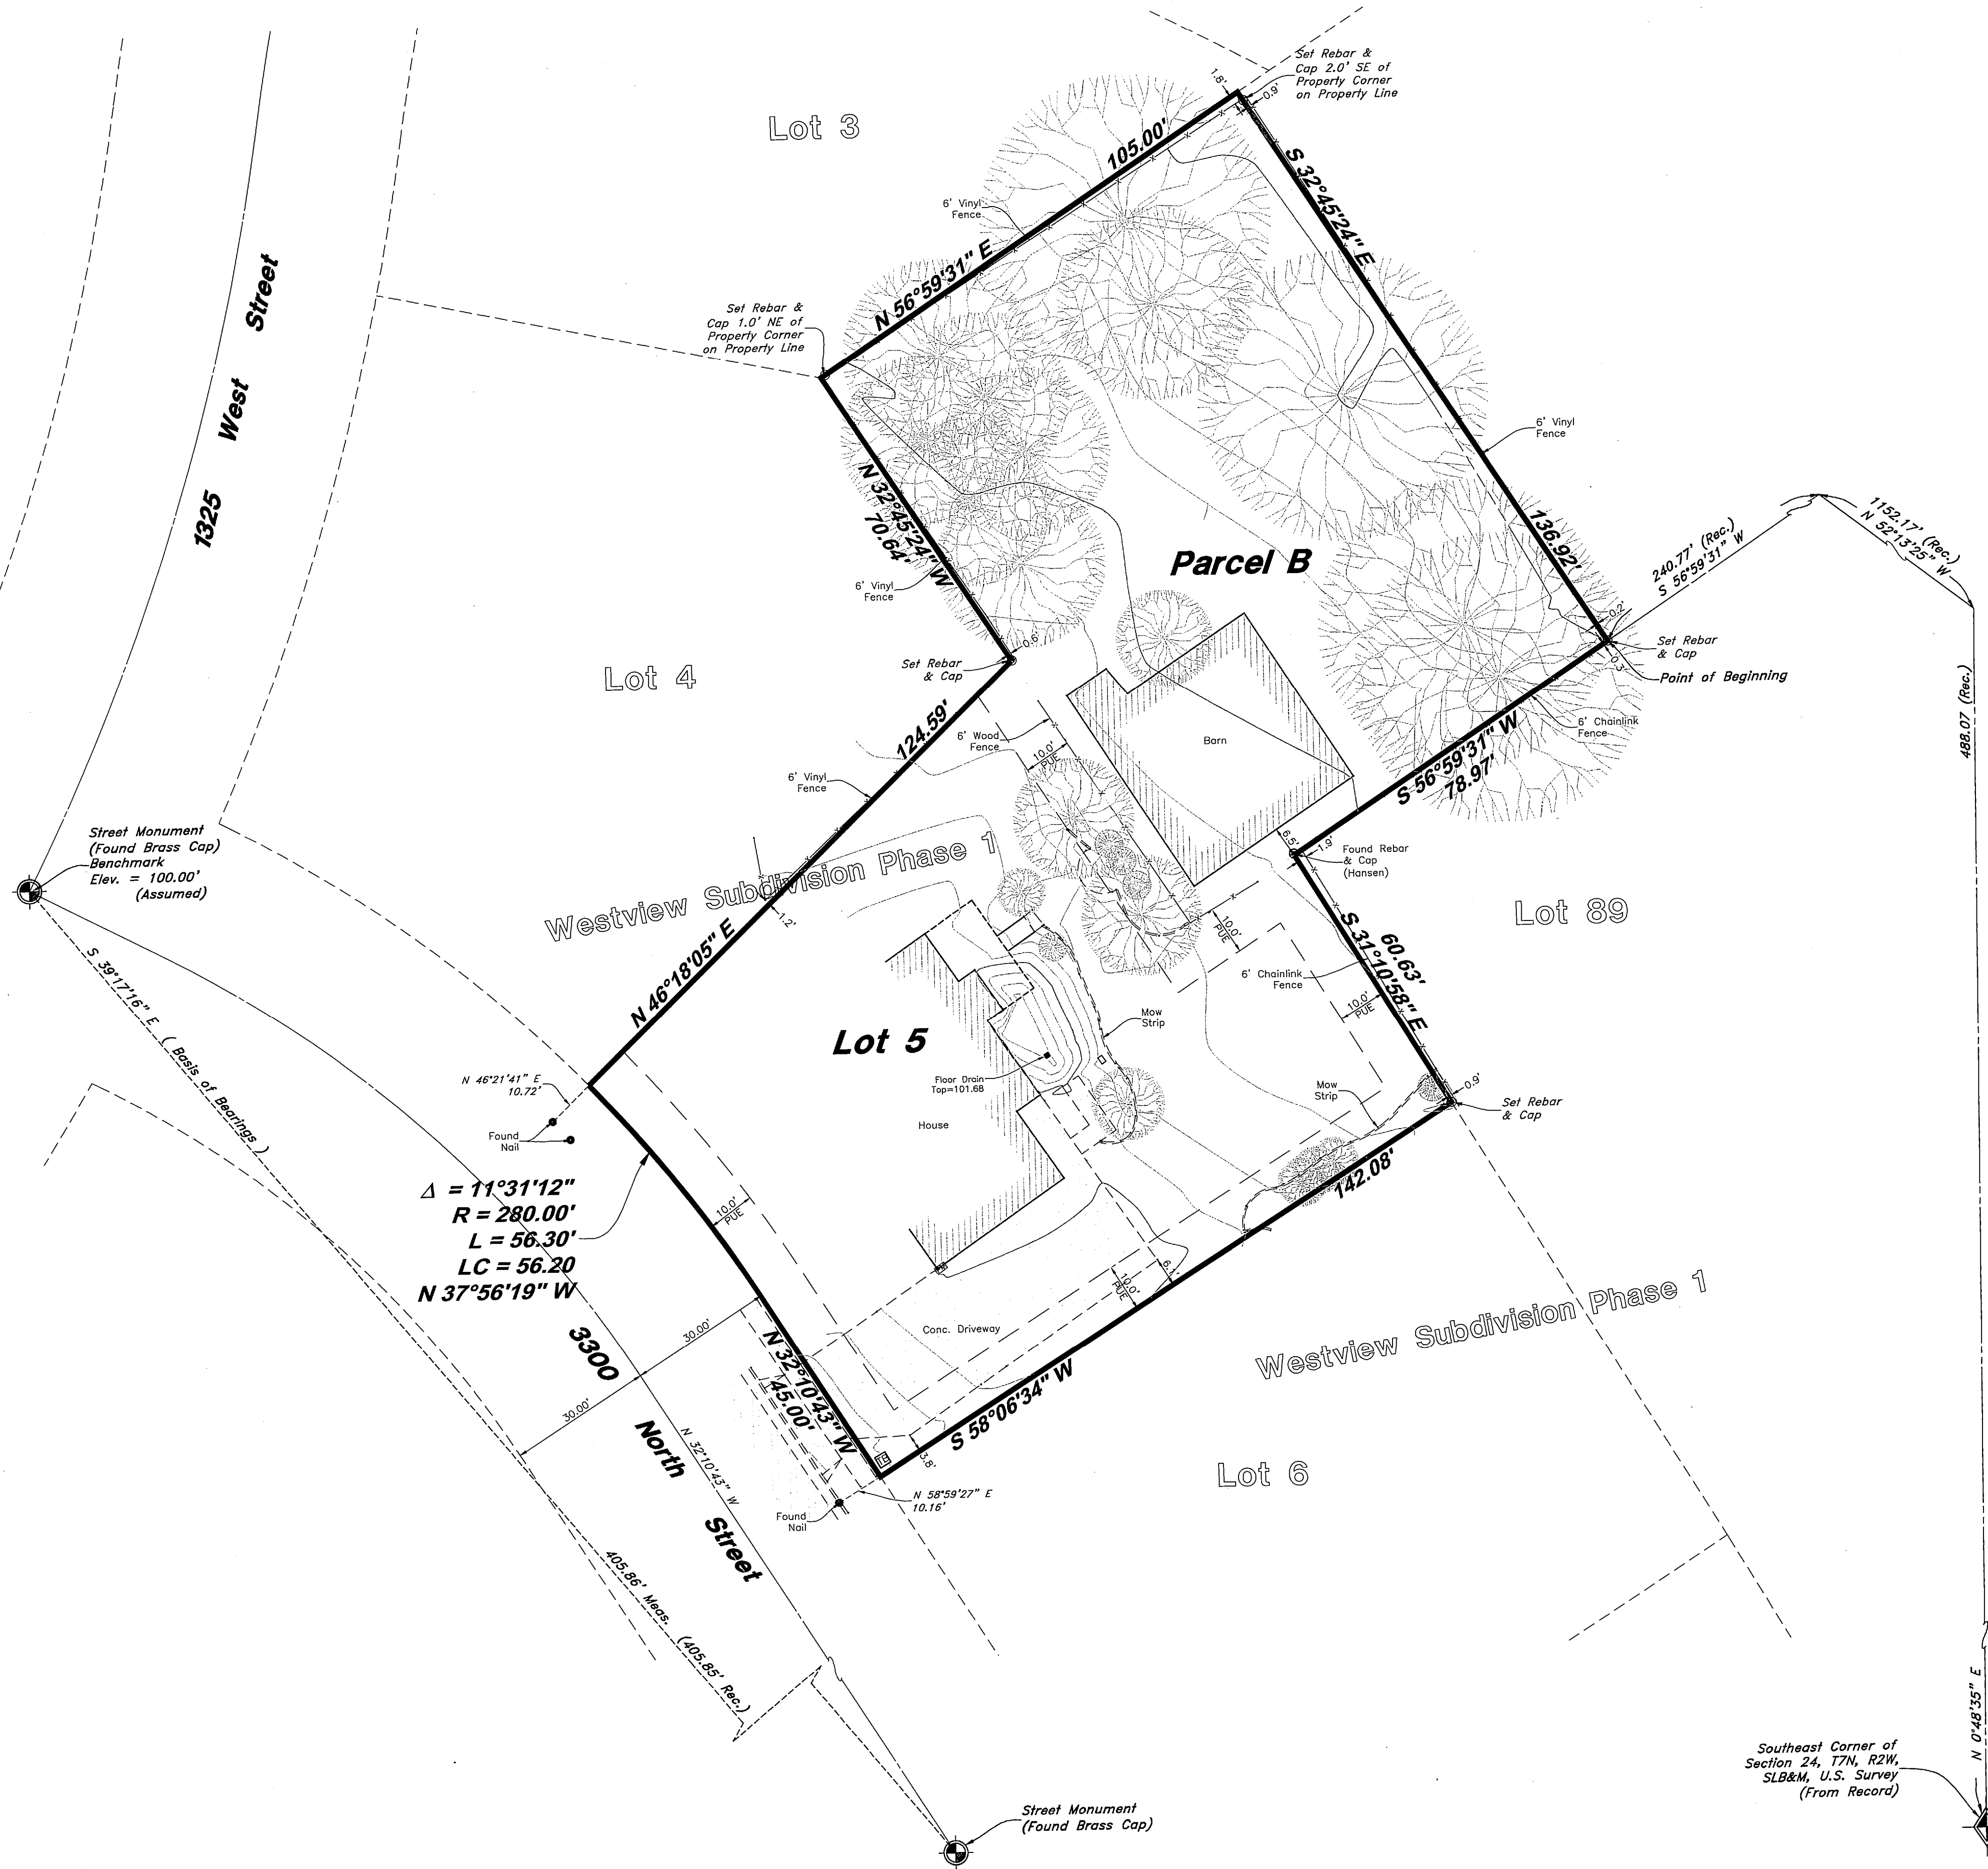 Set Rebar &
Cap 2.0' SE of
Property Corner
on Property Line
1.8'
0.9'
Lot 3
105.00'
N 56°59'31" E
S 32°45'24" E
136.92'
6' Vinyl
Fence
1325 West Street
Set Rebar &
Cap 1.0' NE of
Property Corner
on Property Line
6' Vinyl
Fence
N 32°45'24" W
70.64'
6' Vinyl
Fence
Parcel B
1152.17' (Rec.)
N 52°13'25" W
240.77' (Rec.)
S 56°59'31" W
0.2'
Set Rebar
& Cap
0.3'
Point of Beginning
488.07 (Rec.)
0.6'
Set Rebar
& Cap
Lot 4
124.59'
6' Wood
Fence
10.0'
PUE
Barn
6' Chainlink
Fence
S 56°59'31" W
78.97'
6' Vinyl
Fence
Street Monument
(Found Brass Cap)
Benchmark
Elev. = 100.00'
(Assumed)
Westview Subdivision Phase 1
6.5'
1.9'
Found Rebar
& Cap
(Hansen)
Lot 89
1.2'
10.0'
PUE
N 46°18'05" E
S 39°17'16" E ( Basis of Bearings )
60.63'
S 31°10'58" E
6' Chainlink
Fence
10.0'
PUE
Mow
Strip
Lot 5
Floor Drain
Top=101.68
House
Mow
Strip
0.9'
Set Rebar
& Cap
N 46°21'41" E
10.72'
Found
Nail
Δ = 11°31'12"
R = 280.00'
L = 56.30'
LC = 56.20
N 37°56'19" W
10.0'
PUE
142.08'
6.1'
10.0'
PUE
Conc. Driveway
30.00'
30.00'
3300 North Street
N 32°10'43" W
45.00'
N 32°10'43" W
S 58°06'34" W
3.8'
N 58°59'27" E
10.16'
Found
Nail
Westview Subdivision Phase 1
Lot 6
405.86' Meas.
(405.85' Rec.)
N 0°48'35" E
Southeast Corner of
Section 24, T7N, R2W,
SLB&M, U.S. Survey
(From Record)
Street Monument
(Found Brass Cap)